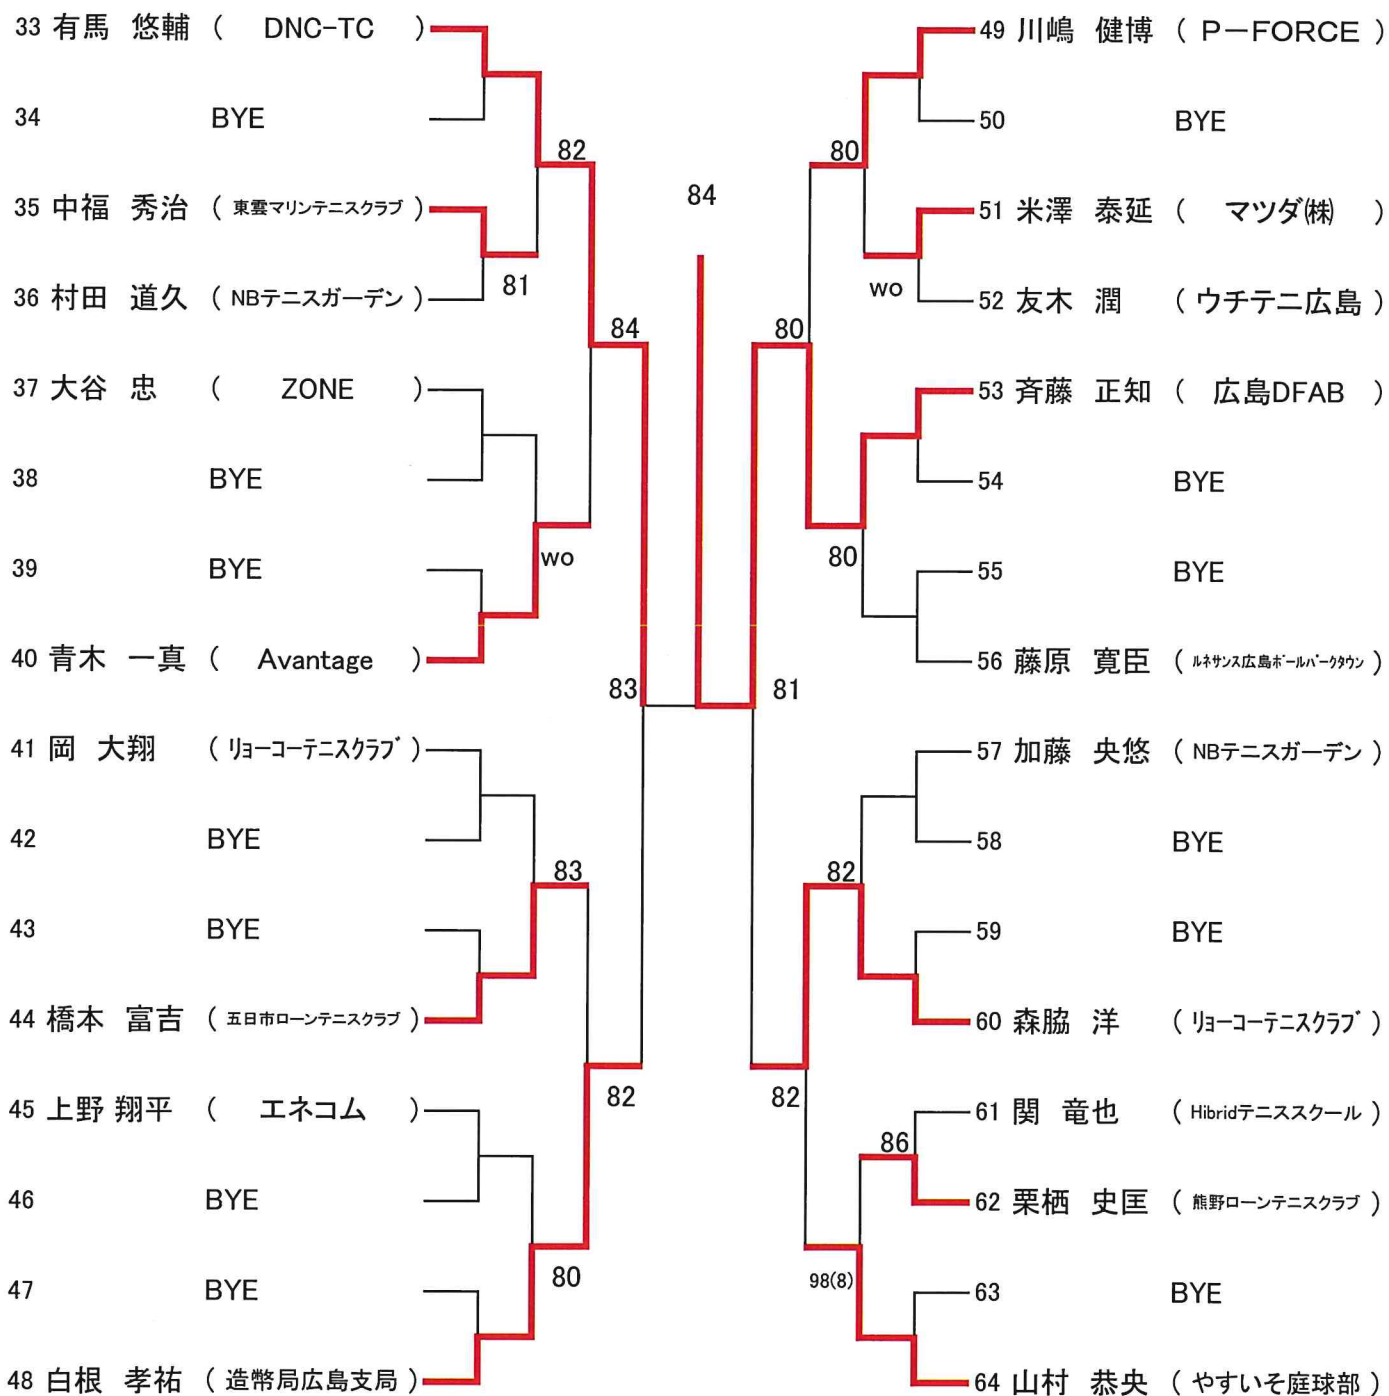 33 有馬 悠輔 ( DNC-TC )
34 BYE
82
35 中福 秀治 ( 東雲マリンテニスクラブ )
81
36 村田 道久 ( NBテニスガーデン )
84
37 大谷 忠 ( ZONE )
38 BYE
wo
39 BYE
40 青木 一真 ( Avantage )
83
41 岡 大翔 ( リョーコーテニスクラブ )
42 BYE
83
43 BYE
44 橋本 富吉 ( 五日市ローンテニスクラブ )
82
45 上野 翔平 ( エネコム )
46 BYE
80
47 BYE
48 白根 孝祐 ( 造幣局広島支局 )
84
49 川嶋 健博 ( P-FORCE )
50 BYE
80
51 米澤 泰延 ( マツダ(株) )
wo
52 友木 潤 ( ウチテニ広島 )
80
53 斉藤 正知 ( 広島DFAB )
54 BYE
80
55 BYE
56 藤原 寛臣 ( ルネサンス広島ボールパークタウン )
81
57 加藤 央悠 ( NBテニスガーデン )
58 BYE
82
59 BYE
60 森脇 洋 ( リョーコーテニスクラブ )
82
61 関 竜也 ( Hibridテニススクール )
86
62 栗栖 史匡 ( 熊野ローンテニスクラブ )
98(8)
63 BYE
64 山村 恭央 ( やすいそ庭球部 )